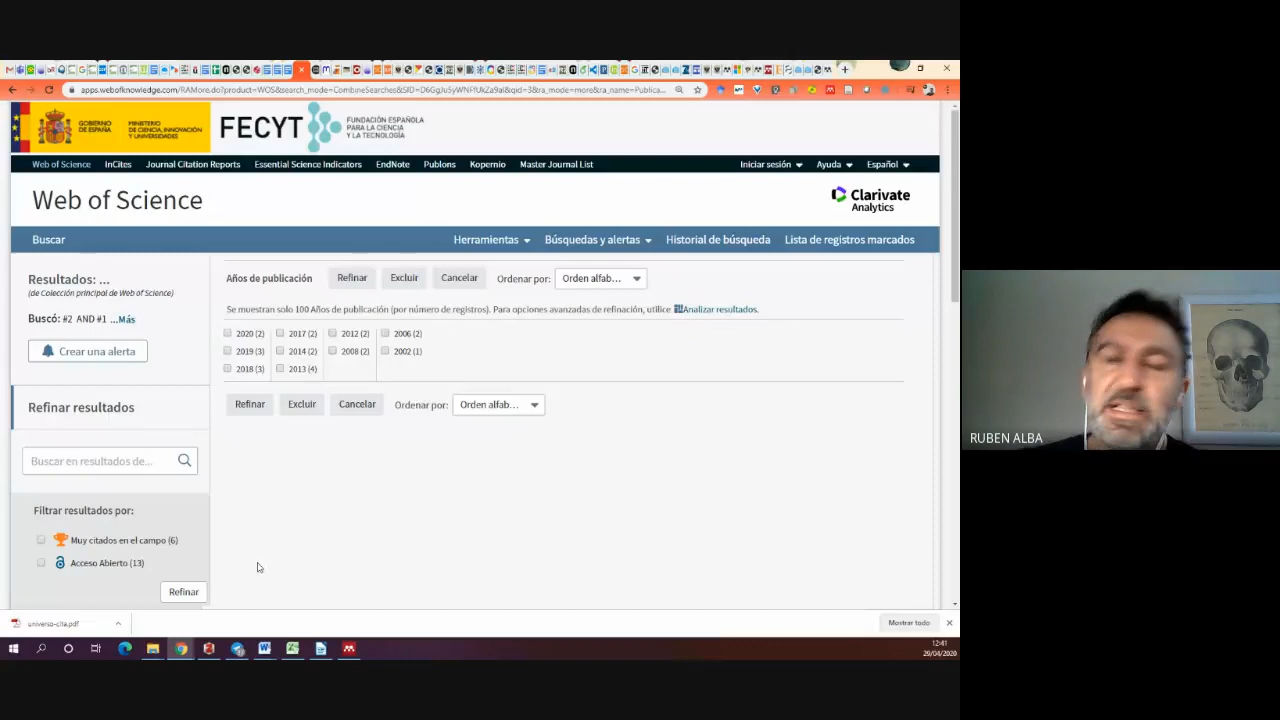 apps.webofknowledge.com/RAMore.do?product=WOS&search_mode=CombineSearches&SID=D6GgJu5yWNFfUkZa9al&qid=3&ra_mode=more&ra_name=Publica...
GOBIERNO DE ESPAÑA
MINISTERIO DE CIENCIA, INNOVACIÓN Y UNIVERSIDADES
FECYT
FUNDACIÓN ESPAÑOLA
PARA LA CIENCIA
Y LA TECNOLOGÍA
Web of Science InCites Journal Citation Reports Essential Science Indicators EndNote Publons Kopernio Master Journal List Iniciar sesión Ayuda Español
Web of Science
Clarivate
Analytics
Buscar Herramientas Búsquedas y alertas Historial de búsqueda Lista de registros marcados
Resultados: ...
(de Colección principal de Web of Science)
Buscó: #2 AND #1 ...Más
Crear una alerta
Refinar resultados
Buscar en resultados de...
Filtrar resultados por:
Muy citados en el campo (6)
Acceso Abierto (13)
Refinar
Años de publicación Refinar Excluir Cancelar Ordenar por: Orden alfab...
Se muestran solo 100 Años de publicación (por número de registros). Para opciones avanzadas de refinación, utilice Analizar resultados.
2020 (2) 2017 (2) 2012 (2) 2006 (2)
2019 (3) 2014 (2) 2008 (2) 2002 (1)
2018 (3) 2013 (4)
Refinar Excluir Cancelar Ordenar por: Orden alfab...
universo-cita.pdf
Mostrar todo
12:41
29/04/2020
RUBEN ALBA